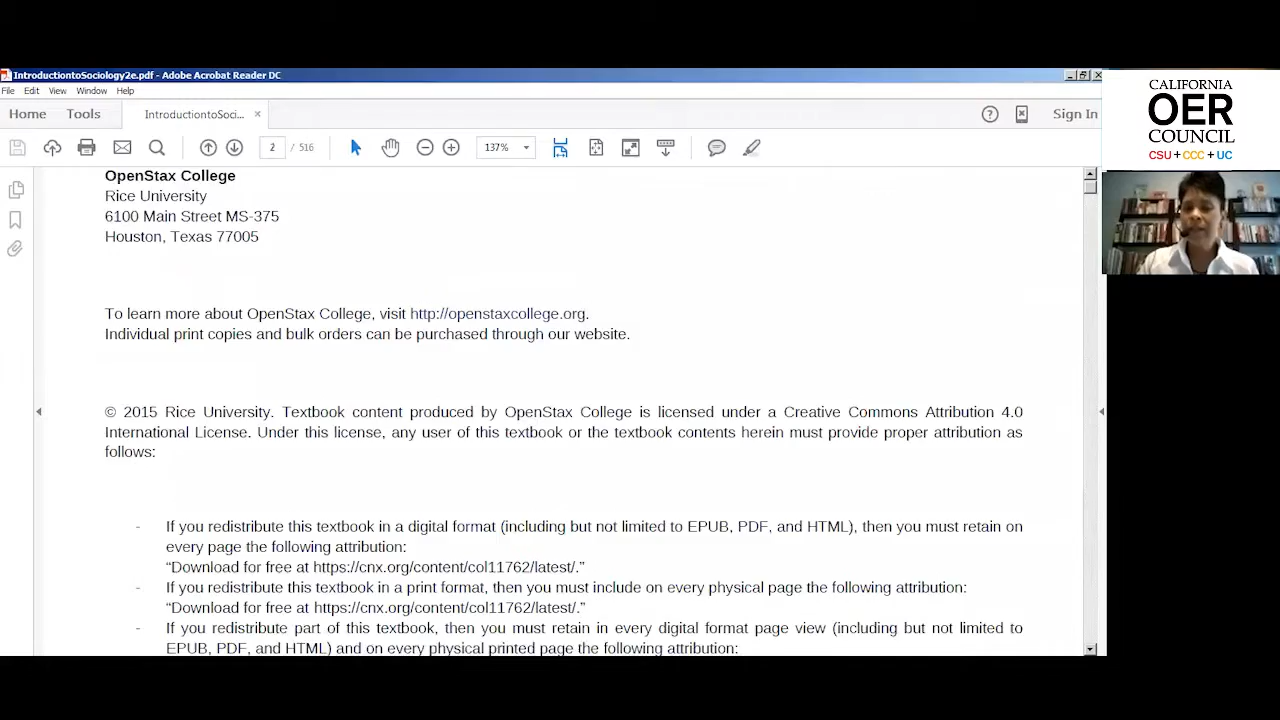 IntroductiontoSociology2e.pdf - Adobe Acrobat Reader DC
File Edit View Window Help
Home Tools IntroductiontoSoci... × Sign In
2 / 516 137%
OpenStax College
Rice University
6100 Main Street MS-375
Houston, Texas 77005
To learn more about OpenStax College, visit http://openstaxcollege.org.
Individual print copies and bulk orders can be purchased through our website.
© 2015 Rice University. Textbook content produced by OpenStax College is licensed under a Creative Commons Attribution 4.0
International License. Under this license, any user of this textbook or the textbook contents herein must provide proper attribution as
follows:
- If you redistribute this textbook in a digital format (including but not limited to EPUB, PDF, and HTML), then you must retain on
every page the following attribution:
“Download for free at https://cnx.org/content/col11762/latest/.”
- If you redistribute this textbook in a print format, then you must include on every physical page the following attribution:
“Download for free at https://cnx.org/content/col11762/latest/.”
- If you redistribute part of this textbook, then you must retain in every digital format page view (including but not limited to
EPUB, PDF, and HTML) and on every physical printed page the following attribution:
CALIFORNIA
OER
COUNCIL
CSU+CCC+UC